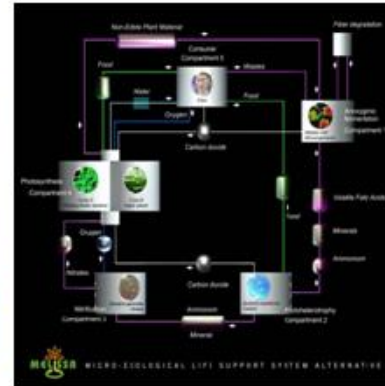 Non-Edible Plant Material
Fiber degradation
Consumer
Compartment 5
Food
Wastes
Water
Food
Oxygen
Anoxygenic
fermentation
Compartment 1
Carbon dioxide
Photosynthesis
Compartment 4
Volatile Fatty Acids
Minerals
Food
Oxygen
Ammonium
Nitrates
Carbon dioxide
Nitrification
Compartment 3
Ammonium
Photoheterotrophy
Compartment 2
Minerals
MELISSA MICRO-ECOLOGICAL LIFE SUPPORT SYSTEM ALTERNATIVE